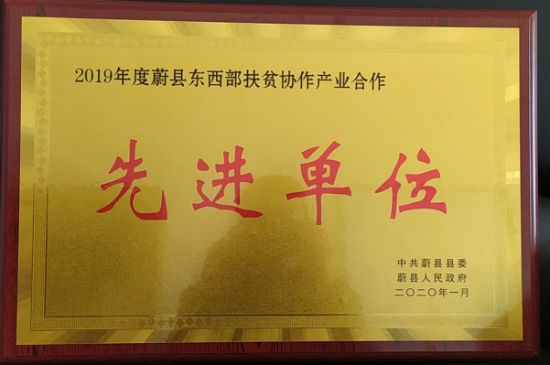 2019年度蔚县东西部扶贫协作产业合作
先进单位
中共蔚县县委
蔚县人民政府
二〇二〇年一月